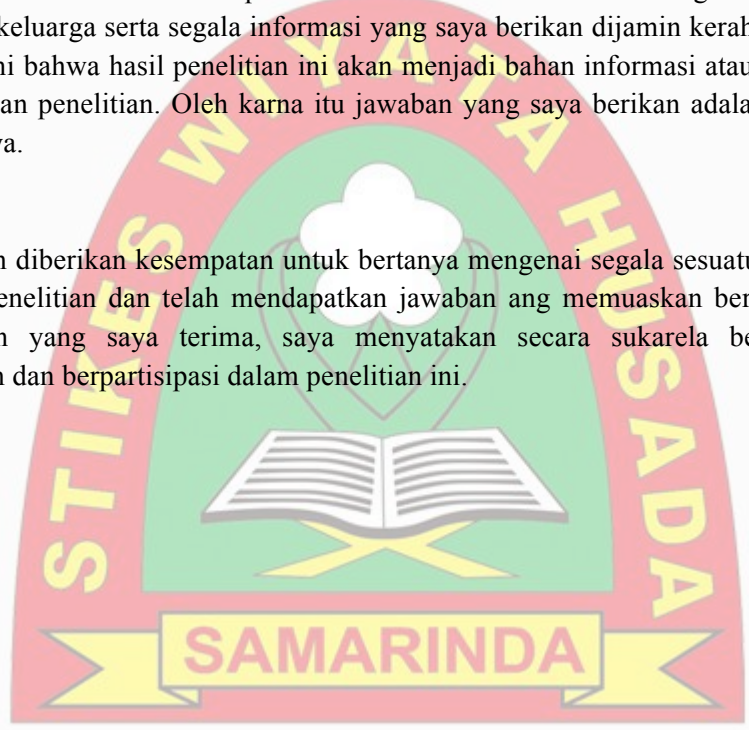 keluarga serta segala informasi yang saya berikan dijamin kerah
ni bahwa hasil penelitian ini akan menjadi bahan informasi atau
an penelitian. Oleh karna itu jawaban yang saya berikan adala
va.
n diberikan kesempatan untuk bertanya mengenai segala sesuatu
enelitian dan telah mendapatkan jawaban ang memuaskan ber
n yang saya terima, saya menyatakan secara sukarela be
n dan berpartisipasi dalam penelitian ini.
STIKES WIYATA HUSADA
SAMARINDA